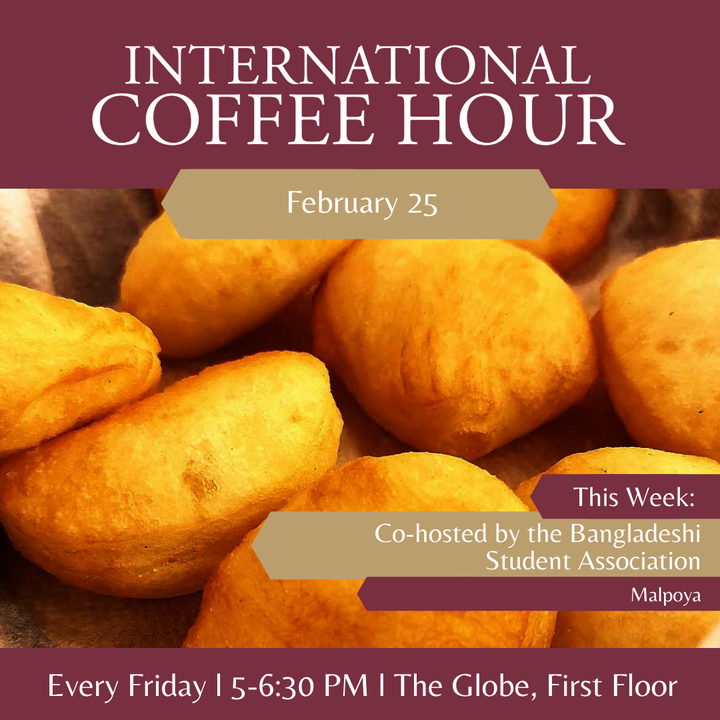 INTERNATIONAL
COFFEE HOUR
February 25
This Week:
Co-hosted by the Bangladeshi
Student Association
Malpoya
Every Friday | 5-6:30 PM | The Globe, First Floor